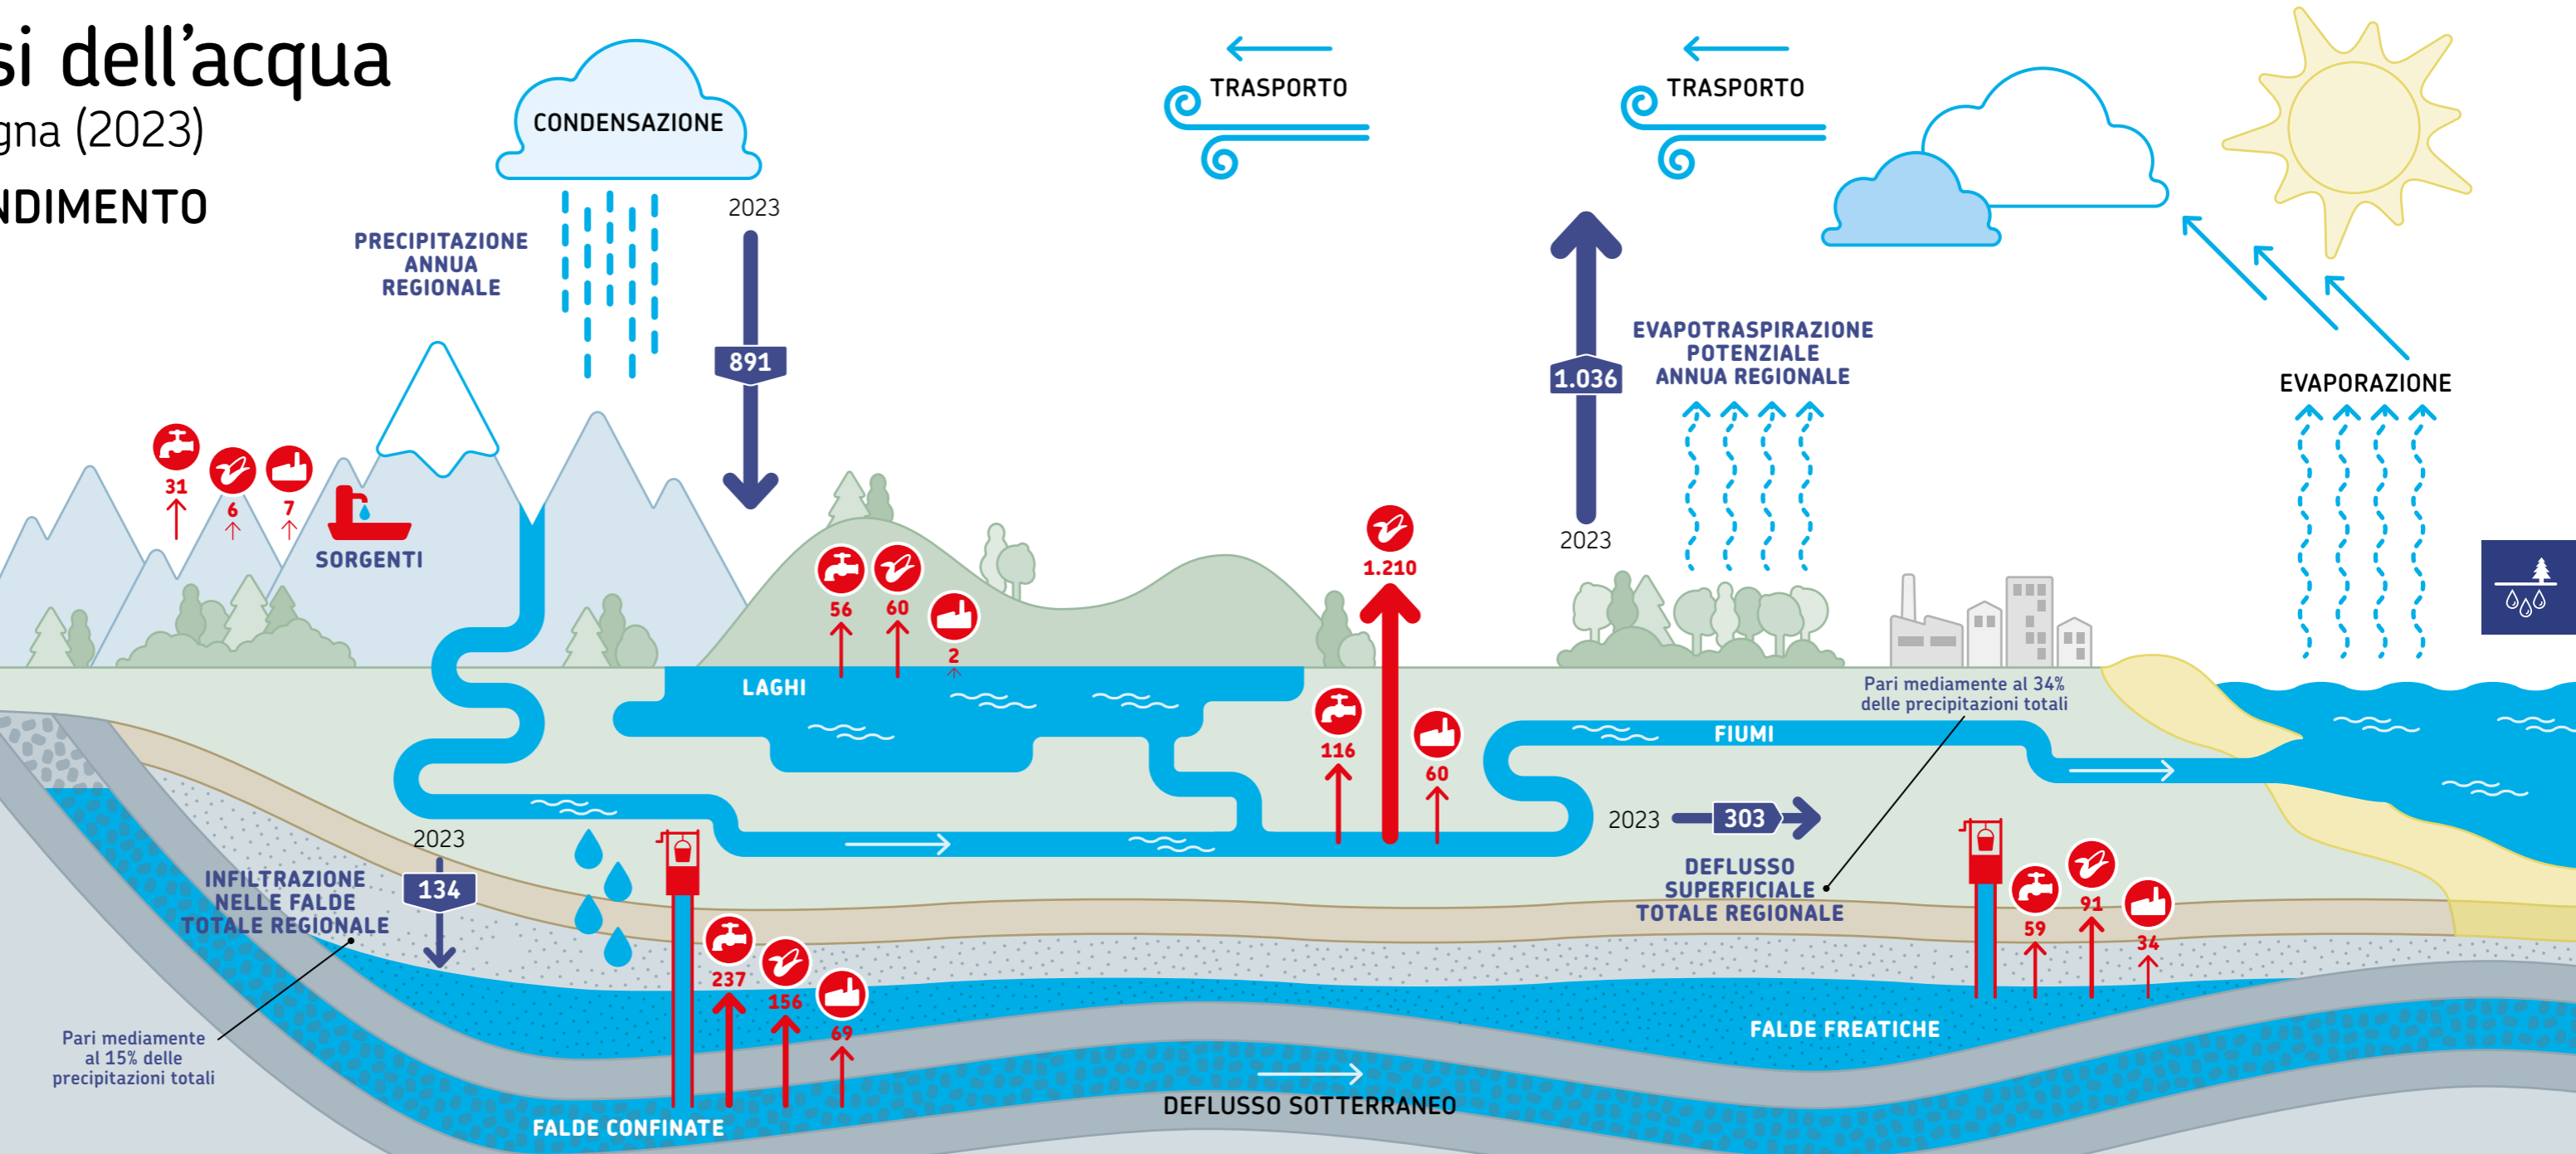 si dell'acqua
gna (2023)
NDIMENTO
CONDENSAZIONE
TRASPORTO
TRASPORTO
2023
PRECIPITAZIONE
ANNUA
REGIONALE
891
EVAPOTRASPIRAZIONE
POTENZIALE
ANNUA REGIONALE
1.036
2023
EVAPORAZIONE
31
6
7
SORGENTI
56
60
2
1.210
LAGHI
116
60
FIUMI
Pari mediamente al 34%
delle precipitazioni totali
2023
303
DEFLUSSO
SUPERFICIALE
TOTALE REGIONALE
2023
134
INFILTRAZIONE
NELLE FALDE
TOTALE REGIONALE
Pari mediamente
al 15% delle
precipitazioni totali
237
156
69
59
91
34
FALDE FREATICHE
DEFLUSSO SOTTERRANEO
FALDE CONFINATE